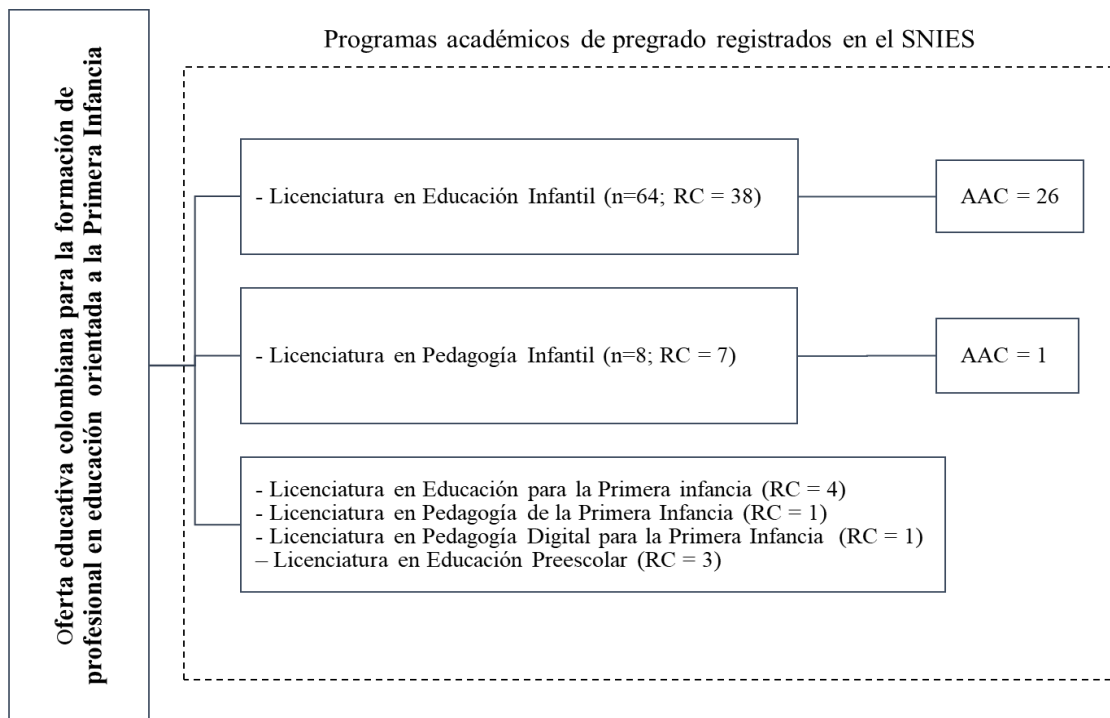 Oferta educativa colombiana para la formación de
profesional en educación orientada a la Primera Infancia
Programas académicos de pregrado registrados en el SNIES
- Licenciatura en Educación Infantil (n=64; RC = 38)
AAC = 26
- Licenciatura en Pedagogía Infantil (n=8; RC = 7)
AAC = 1
- Licenciatura en Educación para la Primera infancia (RC = 4)
- Licenciatura en Pedagogía de la Primera Infancia (RC = 1)
- Licenciatura en Pedagogía Digital para la Primera Infancia (RC = 1)
– Licenciatura en Educación Preescolar (RC = 3)